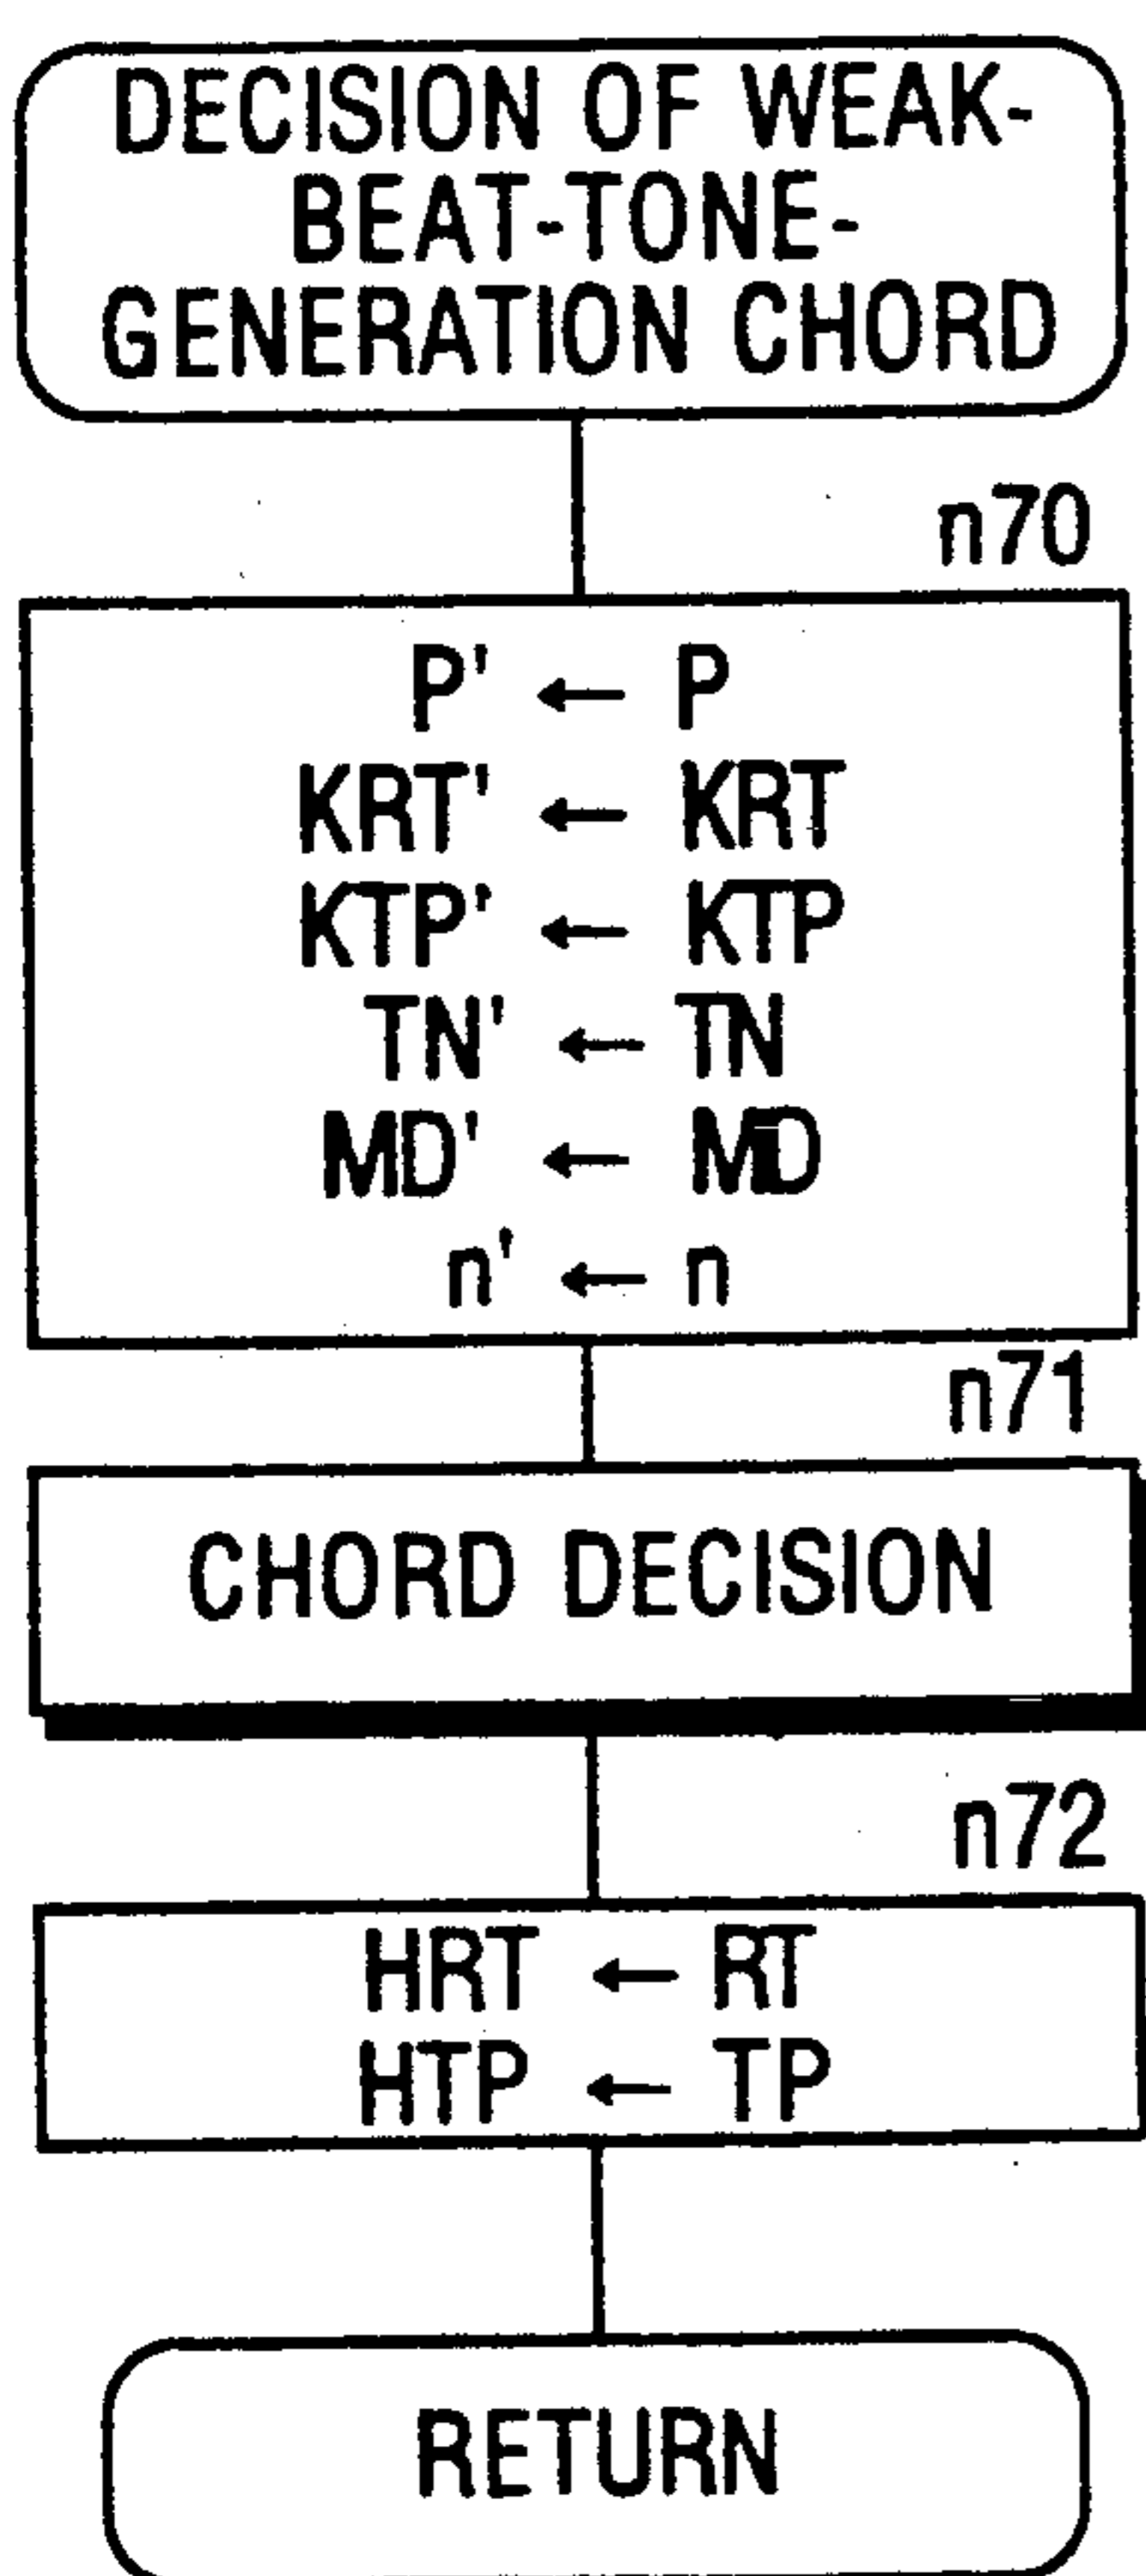 DECISION OF WEAK-
BEAT-TONE-
GENERATION CHORD
n70
P' ← P
KRT' ← KRT
KTP' ← KTP
TN' ← TN
MD' ← MD
n' ← n
n71
CHORD DECISION
n72
HRT ← RT
HTP ← TP
RETURN